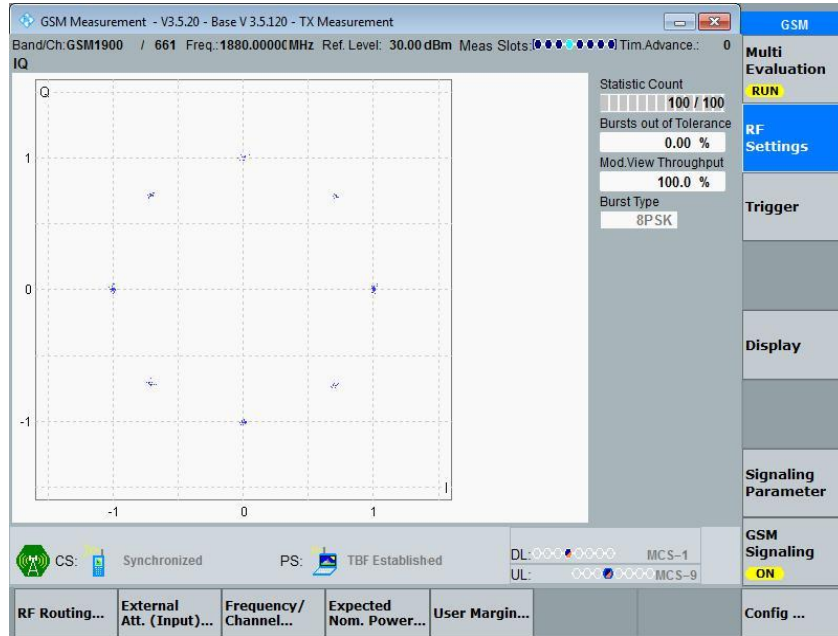 GSM Measurement - V3.5.20 - Base V 3.5.120 - TX Measurement
GSM
Band/Ch:GSM1900 / 661 Freq.:1880.0000(MHz Ref. Level: 30.00 dBm Meas Slots: Tim.Advance.: 0
IQ
Multi
Evaluation
RUN
Statistic Count
100 / 100
Bursts out of Tolerance
0.00 %
Mod.View Throughput
100.0 %
Burst Type
8PSK
Q
1
0
-1
I
-1 0 1
RF
Settings
Trigger
Display
Signaling
Parameter
GSM
Signaling
ON
CS: Synchronized PS: TBF Established DL: MCS-1
UL: MCS-9
RF Routing...
External
Att. (Input)...
Frequency/
Channel...
Expected
Nom. Power...
User Margin...
Config ...